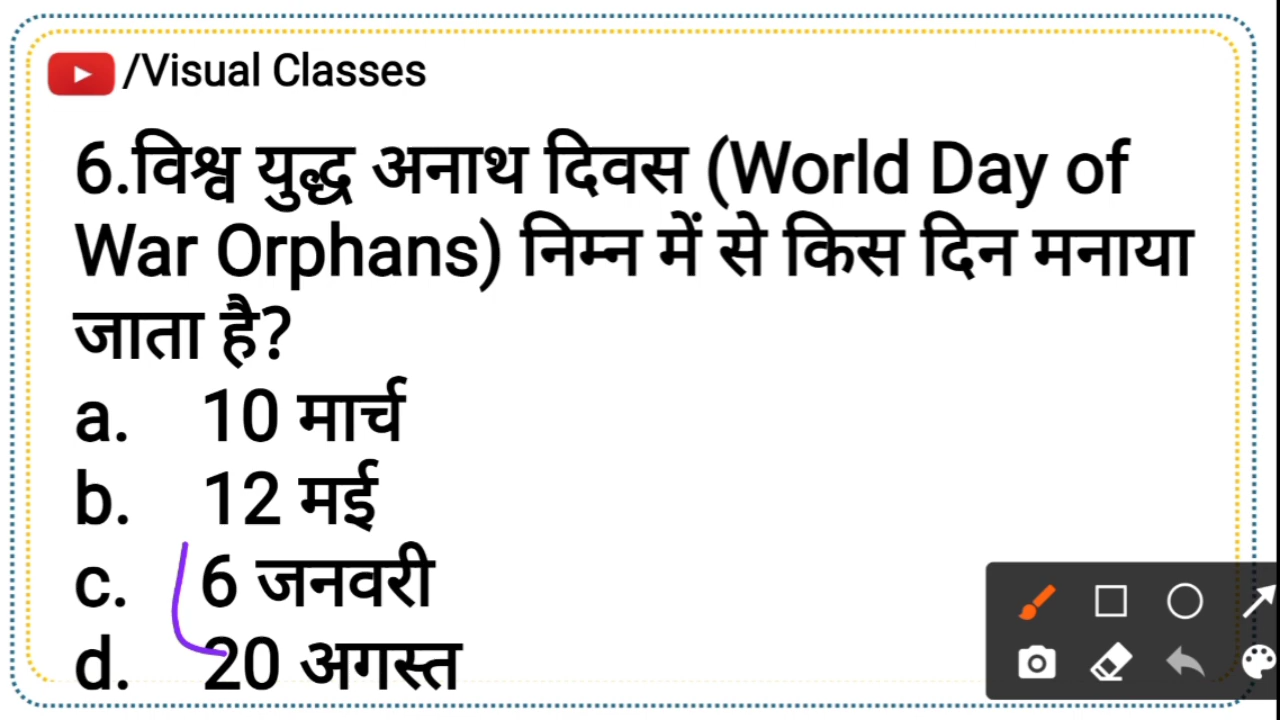 /Visual Classes
6.विश्व युद्ध अनाथ दिवस (World Day of
War Orphans) निम्न में से किस दिन मनाया
जाता है?
a. 10 मार्च
b. 12 मई
c. 6 जनवरी
d. 20 अगस्त